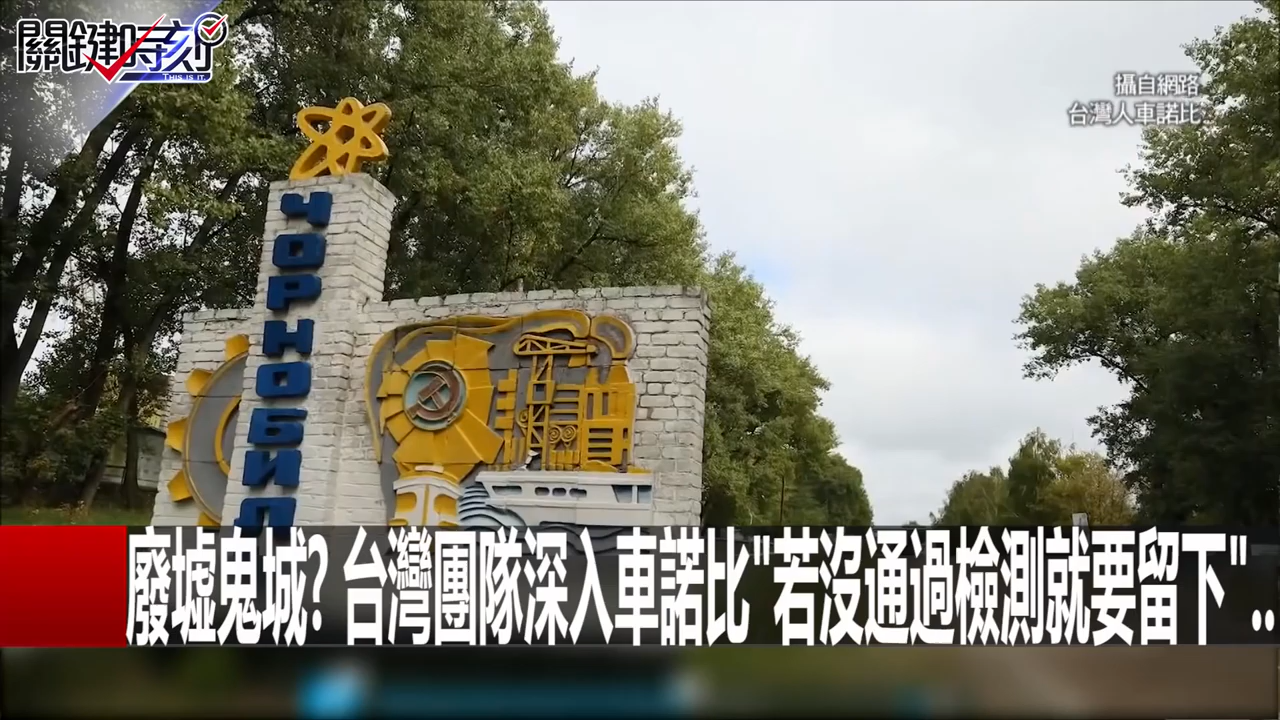 關鍵時刻
THIS IS IT.
攝自網路
台灣人車諾比
ЧОРНОБИЛ
廢墟鬼城? 台灣團隊深入車諾比"若沒通過檢測就要留下"..